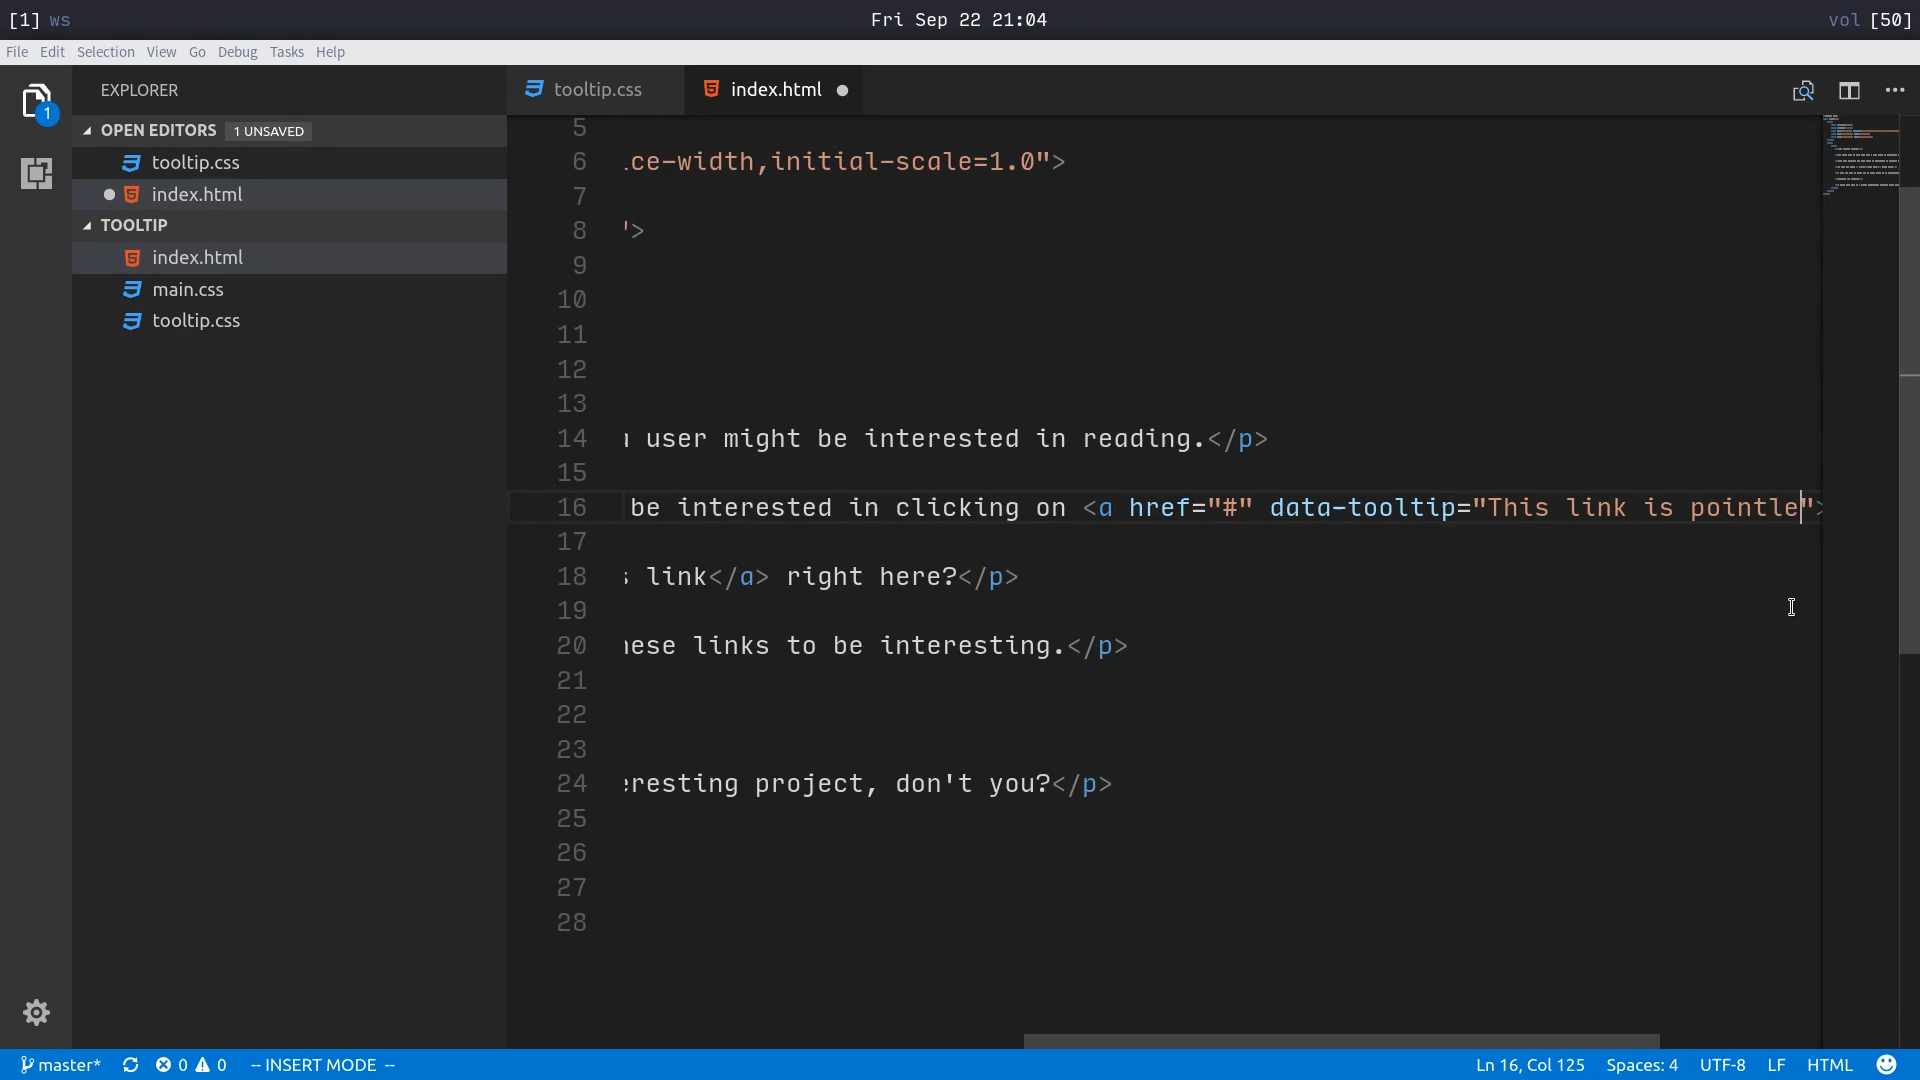 [1] ws Fri Sep 22 21:04 vol [50]
File Edit Selection View Go Debug Tasks Help
1
EXPLORER
OPEN EDITORS 1 UNSAVED
tooltip.css
index.html
TOOLTIP
index.html
main.css
tooltip.css
tooltip.css index.html
5
6 ce-width,initial-scale=1.0">
7
8 ">
9
10
11
12
13
14 user might be interested in reading.</p>
15
16 be interested in clicking on <a href="#" data-tooltip="This link is pointle">
17
18 s link</a> right here?</p>
19
20 hese links to be interesting.</p>
21
22
23
24 eresting project, don't you?</p>
25
26
27
28
master* 0 0 -- INSERT MODE -- Ln 16, Col 125 Spaces: 4 UTF-8 LF HTML